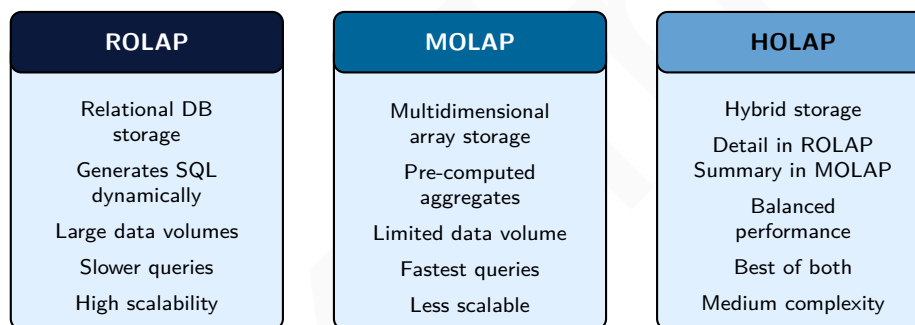 ROLAP
Relational DB
storage
Generates SQL
dynamically
Large data volumes
Slower queries
High scalability
MOLAP
Multidimensional
array storage
Pre-computed
aggregates
Limited data volume
Fastest queries
Less scalable
HOLAP
Hybrid storage
Detail in ROLAP
Summary in MOLAP
Balanced
performance
Best of both
Medium complexity